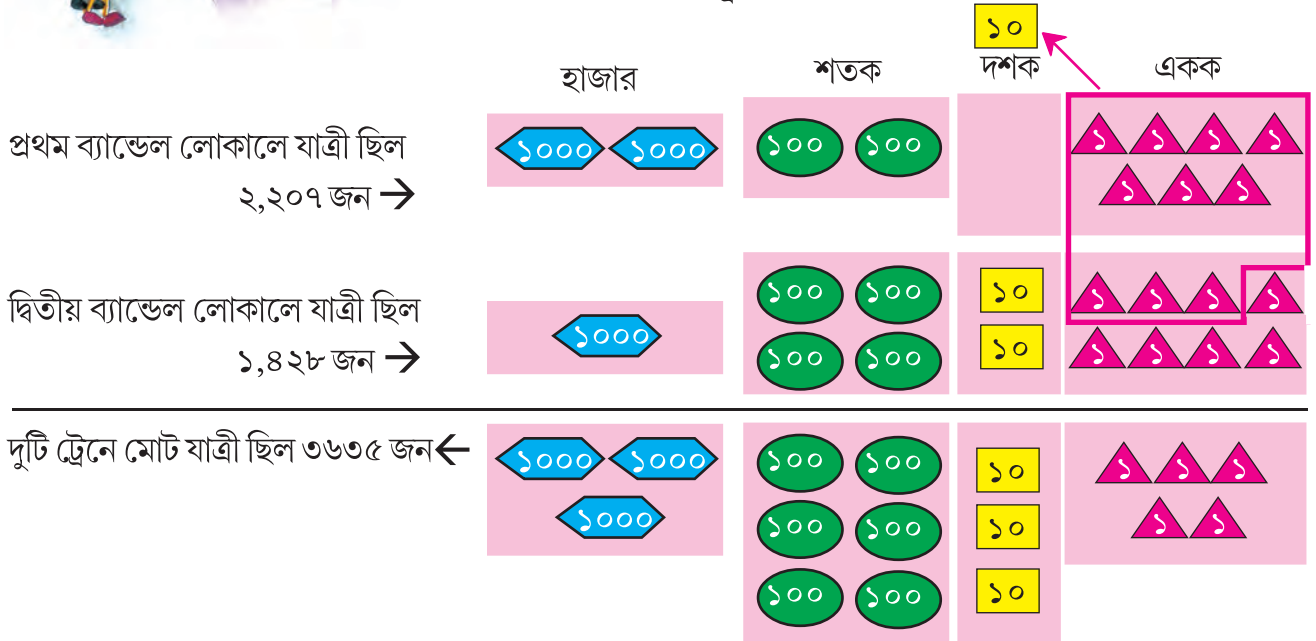 ১০
হাজার শতক দশক একক
প্রথম ব্যান্ডেল লোকালে যাত্রী ছিল
২,২০৭ জন →
১০০০ ১০০০
১০০ ১০০
১ ১ ১ ১
১ ১ ১
দ্বিতীয় ব্যান্ডেল লোকালে যাত্রী ছিল
১,৪২৮ জন →
১০০০
১০০ ১০০
১০০ ১০০
১০
১০
১ ১ ১ ১
১ ১ ১ ১
দুটি ট্রেনে মোট যাত্রী ছিল ৩৬৩৫ জন←
১০০০ ১০০০
১০০০
১০০ ১০০
১০০ ১০০
১০০ ১০০
১০
১০
১০
১ ১ ১
১ ১